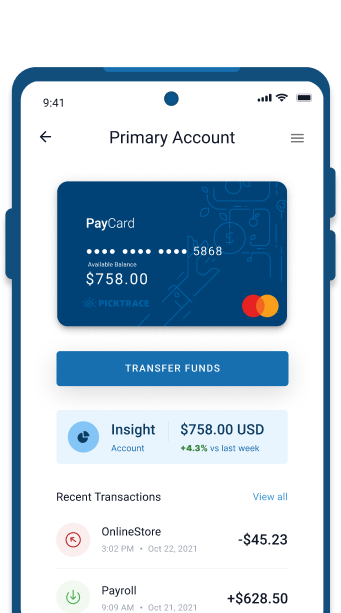 9:41
Primary Account
PayCard
•••• •••• •••• 5868
Available Balance
$758.00
PICKTRACE
TRANSFER FUNDS
Insight
$758.00 USD
Account
+4.3% vs last week
Recent Transactions
View all
OnlineStore
-$45.23
3:02 PM • Oct 22, 2021
Payroll
+$628.50
9:09 AM • Oct 21, 2021